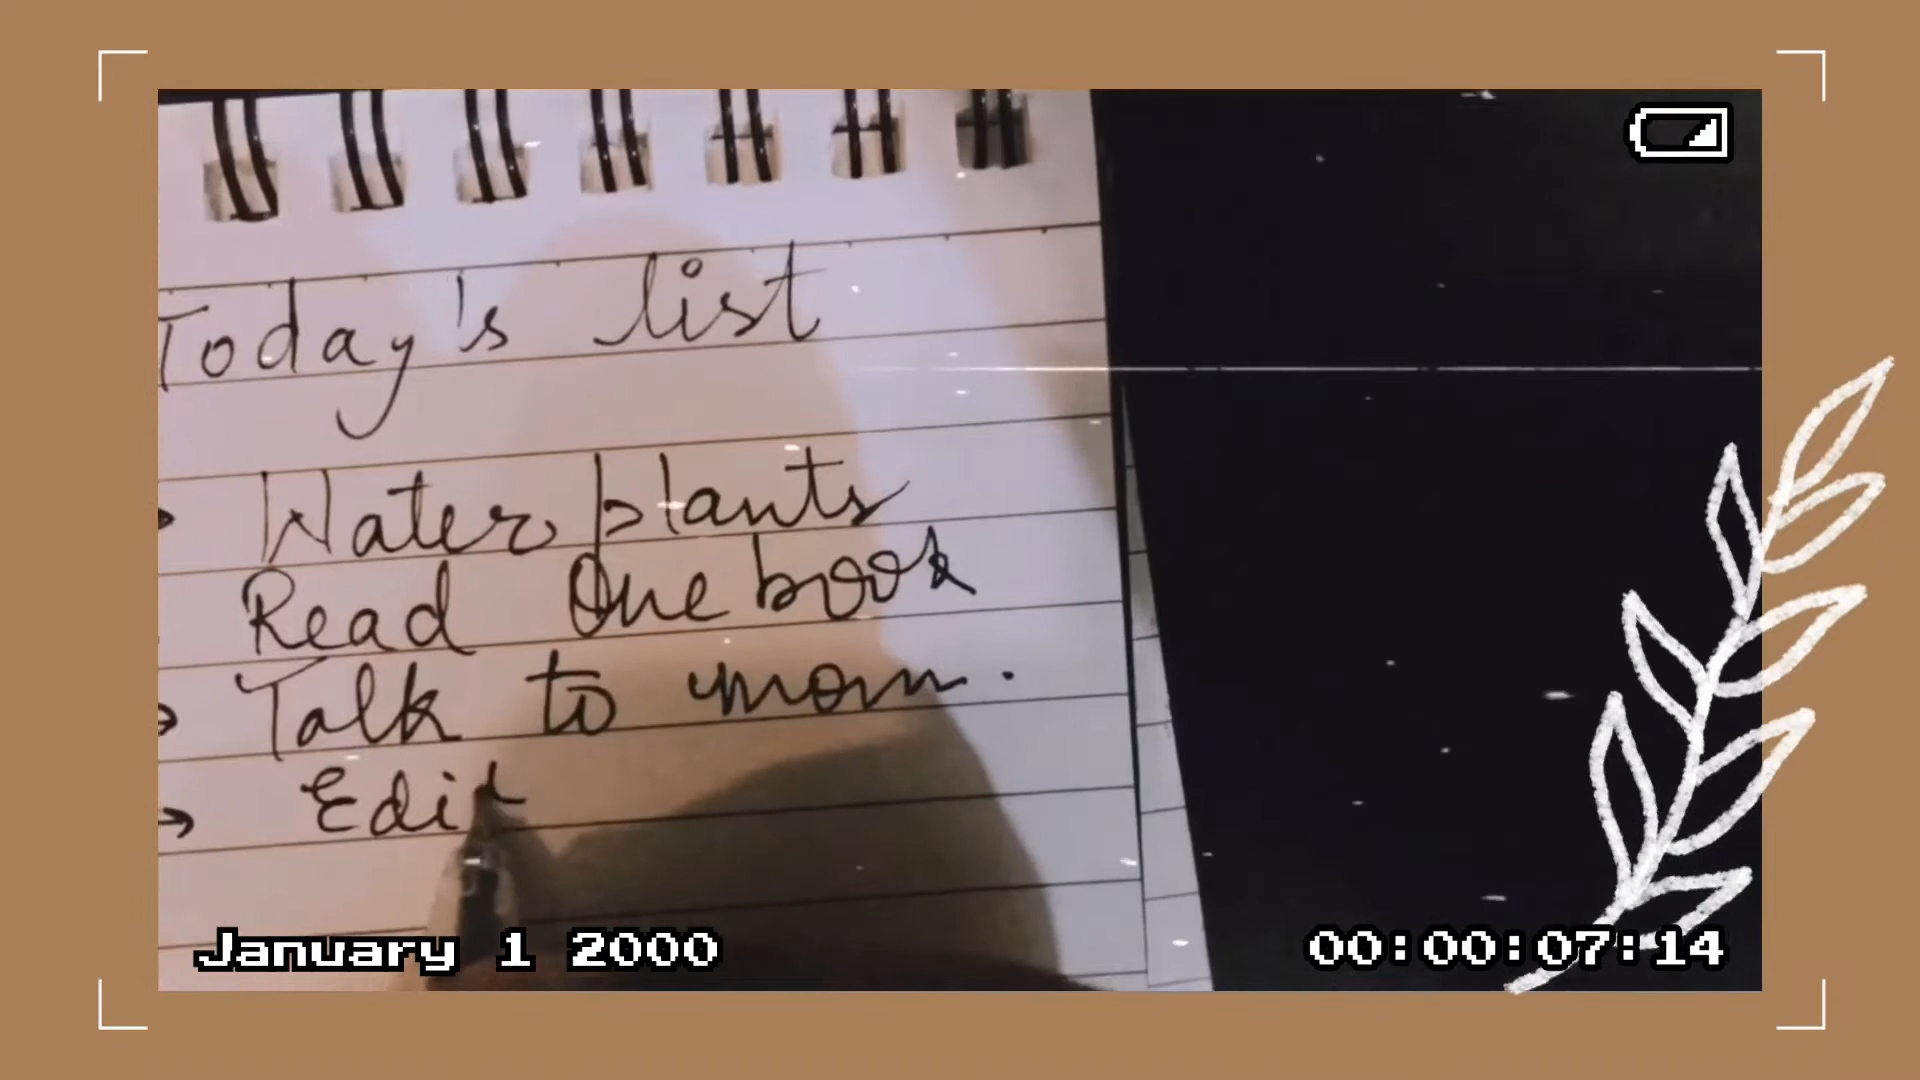 Today's list
→ Water plants
Read One book
→ Talk to mom.
→ Edit
January 1 2000
00:00:07:14